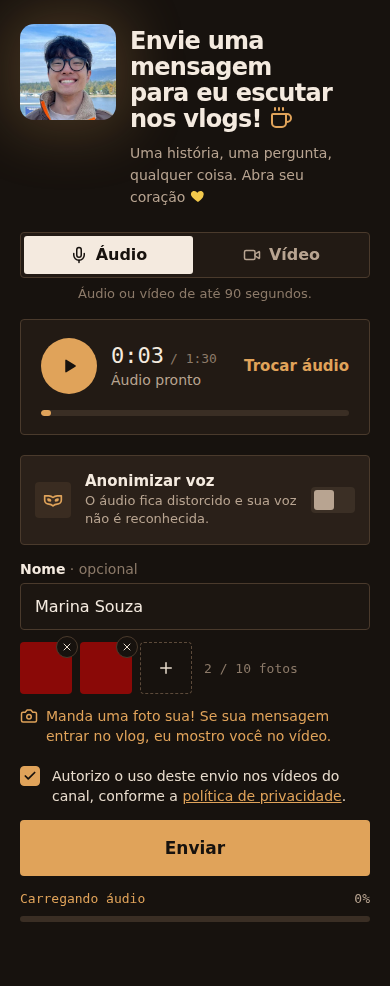 Envie uma
mensagem
para eu escutar
nos vlogs!
Uma história, uma pergunta,
qualquer coisa. Abra seu
coração 💛
Áudio
Vídeo
Áudio ou vídeo de até 90 segundos.
0:03 / 1:30
Áudio pronto
Trocar áudio
Anonimizar voz
O áudio fica distorcido e sua voz
não é reconhecida.
Nome · opcional
Marina Souza
2 / 10 fotos
Manda uma foto sua! Se sua mensagem
entrar no vlog, eu mostro você no vídeo.
Autorizo o uso deste envio nos vídeos do
canal, conforme a política de privacidade.
Enviar
Carregando áudio
0%